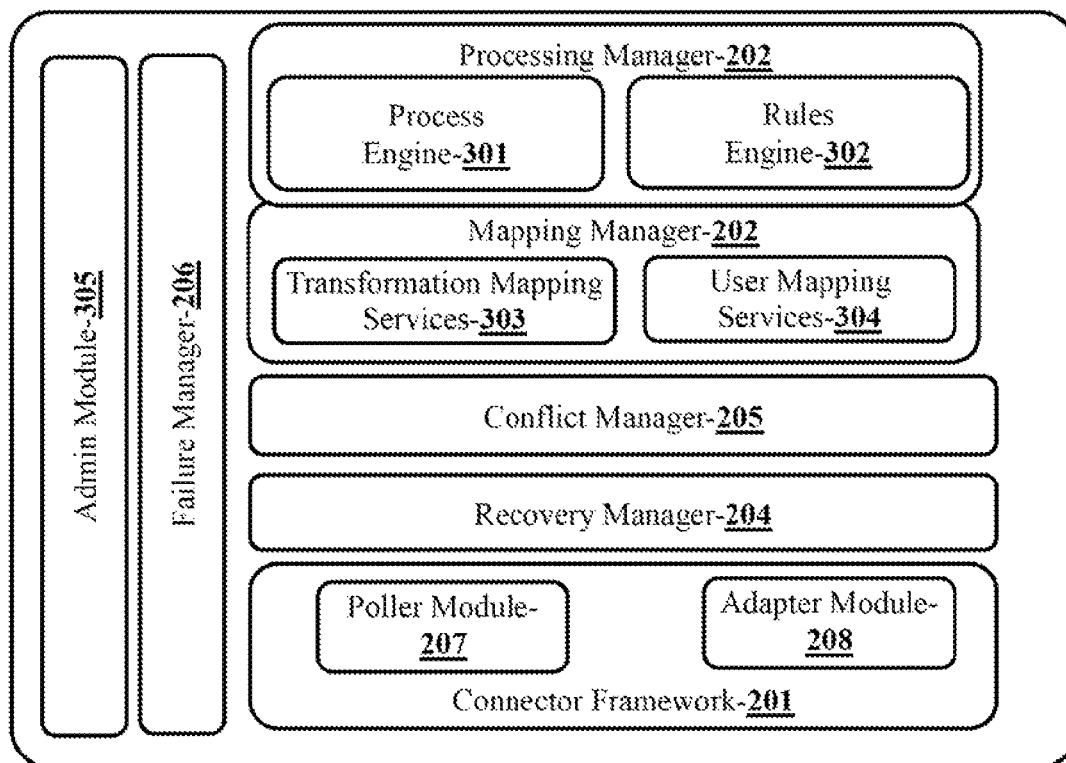 Admin Module-305
Failure Manager-206
Processing Manager-202
Process
Engine-301
Rules
Engine-302
Mapping Manager-202
Transformation Mapping
Services-303
User Mapping
Services-304
Conflict Manager-205
Recovery Manager-204
Poller Module-
207
Adapter Module-
208
Connector Framework-201